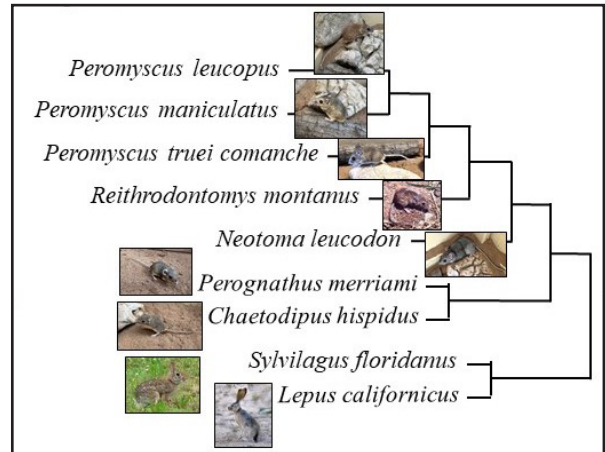 Peromyscus leucopus
Peromyscus maniculatus
Peromyscus truei comanche
Reithrodontomys montanus
Neotoma leucodon
Perognathus merriami
Chaetodipus hispidus
Sylvilagus floridanus
Lepus californicus